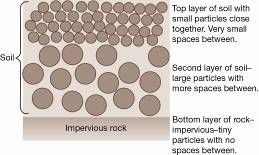 Top layer of soil with
small particles close
together. Very small
spaces between.
Soil
Second layer of soil–
large particles with
more spaces between.
Impervious rock
Bottom layer of rock–
impervious–tiny
particles with no
spaces between.